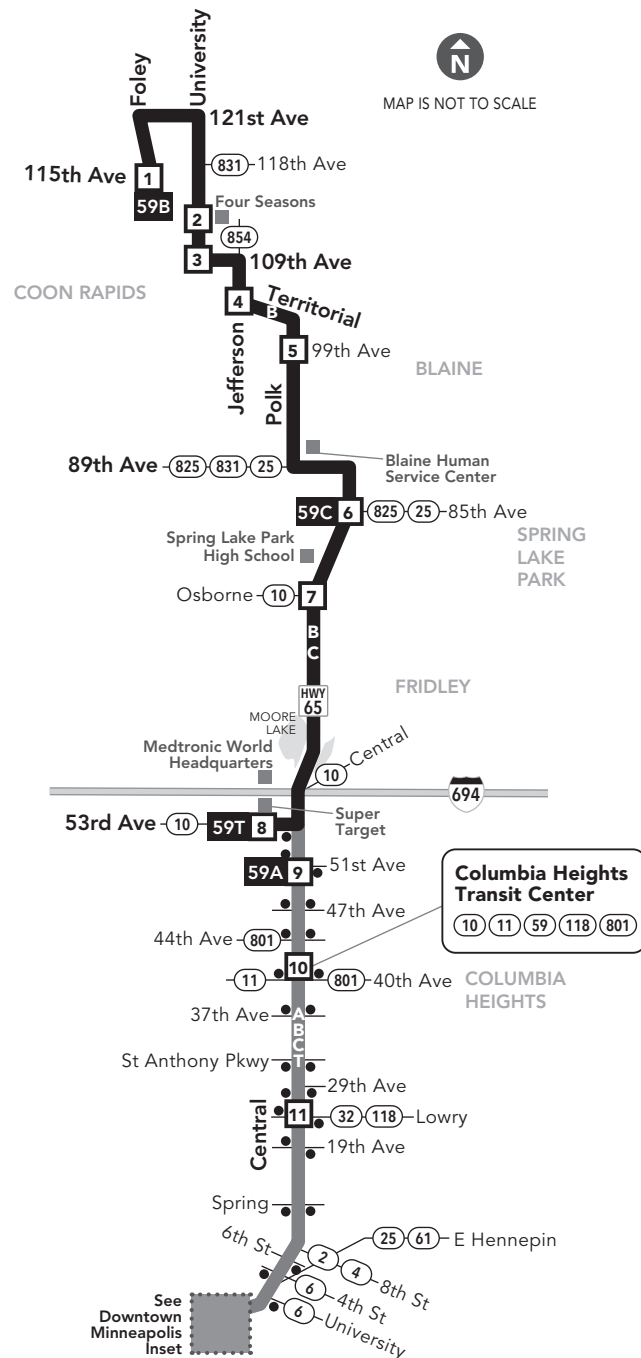 Foley
University
N
MAP IS NOT TO SCALE
121st Ave
831 118th Ave
115th Ave 1
59B
2 Four Seasons
854
3 109th Ave
COON RAPIDS
4 Territorial
B
Jefferson
5 99th Ave
BLAINE
Polk
89th Ave 825 831 25
Blaine Human
Service Center
59C 6 825 25 85th Ave
Spring Lake Park
High School
SPRING
LAKE
PARK
Osborne 10 7
B
C
HWY
65
FRIDLEY
MOORE
LAKE
Medtronic World
Headquarters
10 Central
694
53rd Ave 10 59T 8
Super
Target
59A 9 51st Ave
47th Ave
44th Ave 801
Columbia Heights
Transit Center
10 11 59 118 801
10
11 801 40th Ave
COLUMBIA
HEIGHTS
37th Ave
A
B
C
T
St Anthony Pkwy
29th Ave
11 32 118 Lowry
Central
19th Ave
Spring
25 61 E Hennepin
6th St
2 4 8th St
6 4th St
6 University
See
Downtown
Minneapolis
Inset